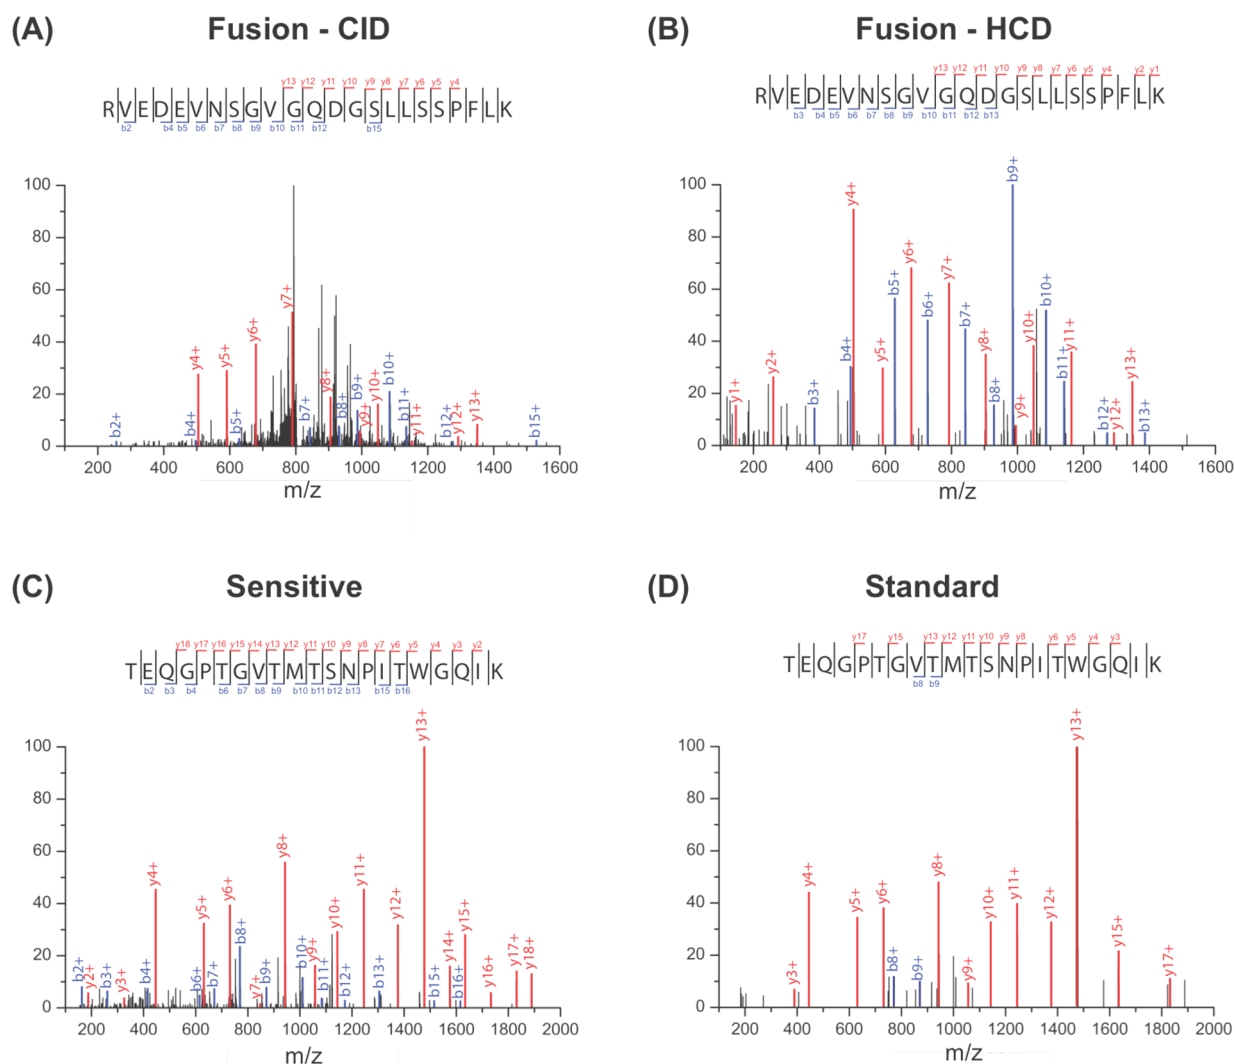 (A) Fusion - CID
y13 y12 y11 y10 y9 y8 y7 y6 y5 y4
RVEDEVNSGVGQDGSLLSSPFLK
b2 b4 b5 b6 b7 b8 b9 b10 b11 b12 b15
100
80
60
40
20
0
b2+ b4+ y4+ y5+ b5+ y6+ y7+ b7+ y8+ b8+ b9+ y9+ y10+ b10+ b11+ y11+ b12+ y12+ y13+ b15+
200 400 600 800 1000 1200 1400 1600
m/z
(B) Fusion - HCD
y13 y12 y11 y10 y9 y8 y7 y6 y5 y4 y2 y1
RVEDEVNSGVGQDGSLLSSPFLK
b3 b4 b5 b6 b7 b8 b9 b10 b11 b12 b13
100
80
60
40
20
0
y1+ y2+ b3+ b4+ y4+ y5+ b5+ y6+ b6+ y7+ b7+ y8+ b8+ b9+ y9+ y10+ b10+ b11+ y11+ b12+ y12+ y13+ b13+
200 400 600 800 1000 1200 1400 1600
m/z
(C) Sensitive
y18 y17 y16 y15 y14 y13 y12 y11 y10 y9 y8 y7 y6 y5 y4 y3 y2
TEQGPTGVTMTSNPITWGQIK
b2 b3 b4 b6 b7 b8 b9 b10 b11 b12 b13 b15 b16
100
80
60
40
20
0
b2+ y2+ b3+ y3+ b4+ y4+ b6+ y5+ b7+ y6+ b8+ y7+ b9+ y8+ b10+ y9+ b11+ y10+ b12+ y11+ b13+ y12+ y13+ b15+ y14+ b16+ y15+ y16+ y17+ y18+
200 400 600 800 1000 1200 1400 1600 1800 2000
m/z
(D) Standard
y17 y15 y13 y12 y11 y10 y9 y8 y6 y5 y4 y3
TEQGPTGVTMTSNPITWGQIK
b8 b9
100
80
60
40
20
0
y3+ y4+ y5+ y6+ b8+ b9+ y8+ y9+ y10+ y11+ y12+ y13+ y15+ y17+
200 400 600 800 1000 1200 1400 1600 1800 2000
m/z